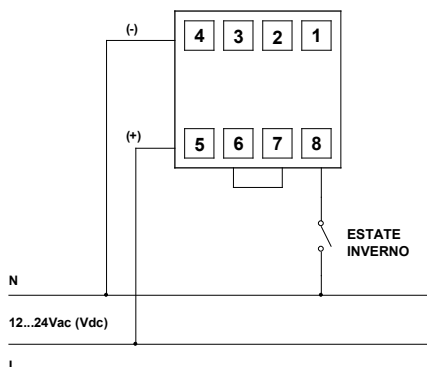 (-)
4 3 2 1
(+)
5 6 7 8
ESTATE
INVERNO
N
12...24Vac (Vdc)
L